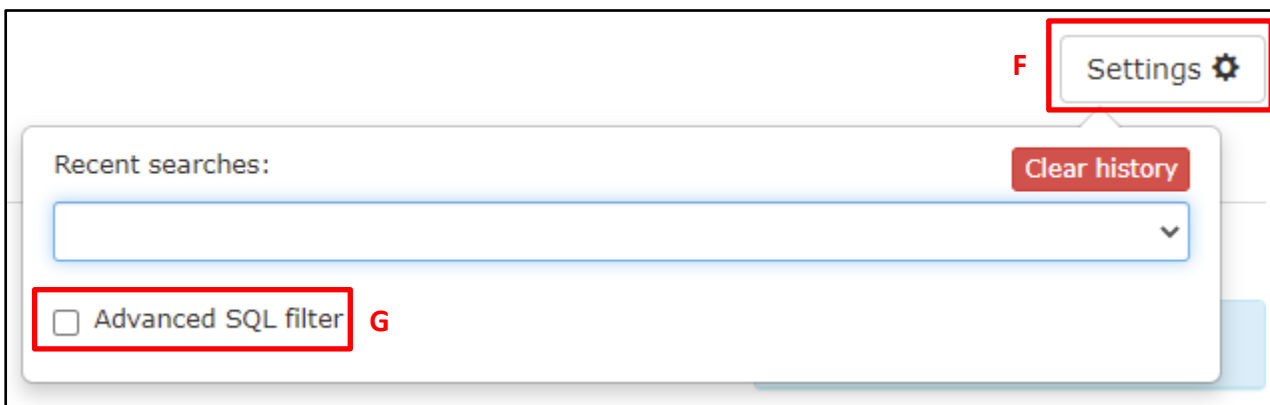 F Settings
Recent searches: Clear history
Advanced SQL filter G